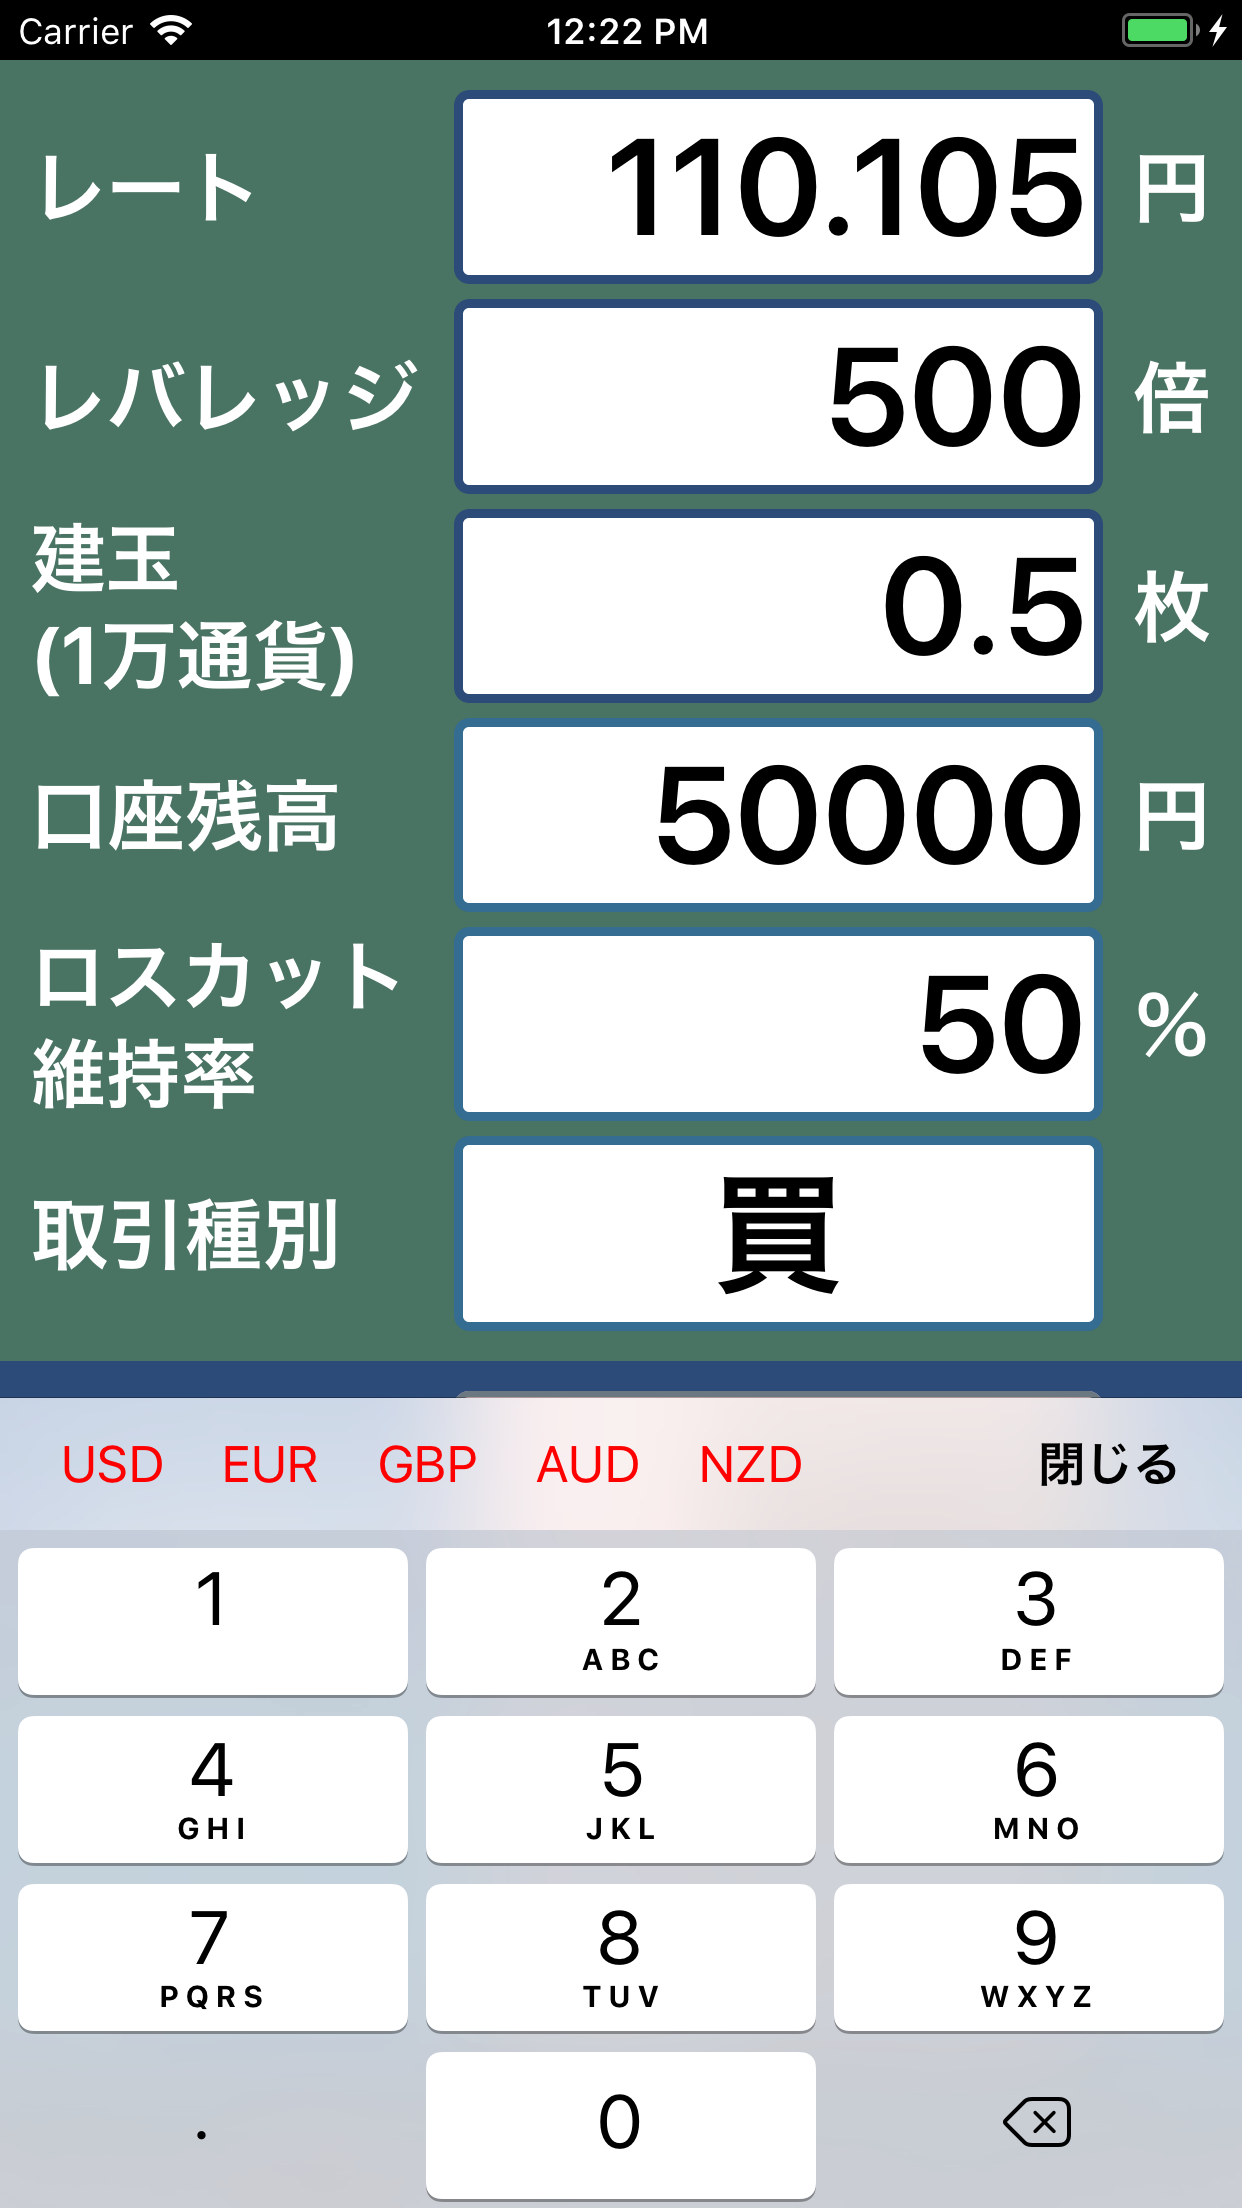 Carrier 12:22 PM
レート 110.105 円
レバレッジ 500 倍
建玉
(1万通貨) 0.5 枚
口座残高 50000 円
ロスカット
維持率 50 %
取引種別 買
USD EUR GBP AUD NZD 閉じる
1 2 3
ABC DEF
4 5 6
GHI JKL MNO
7 8 9
PQRS TUV WXYZ
. 0